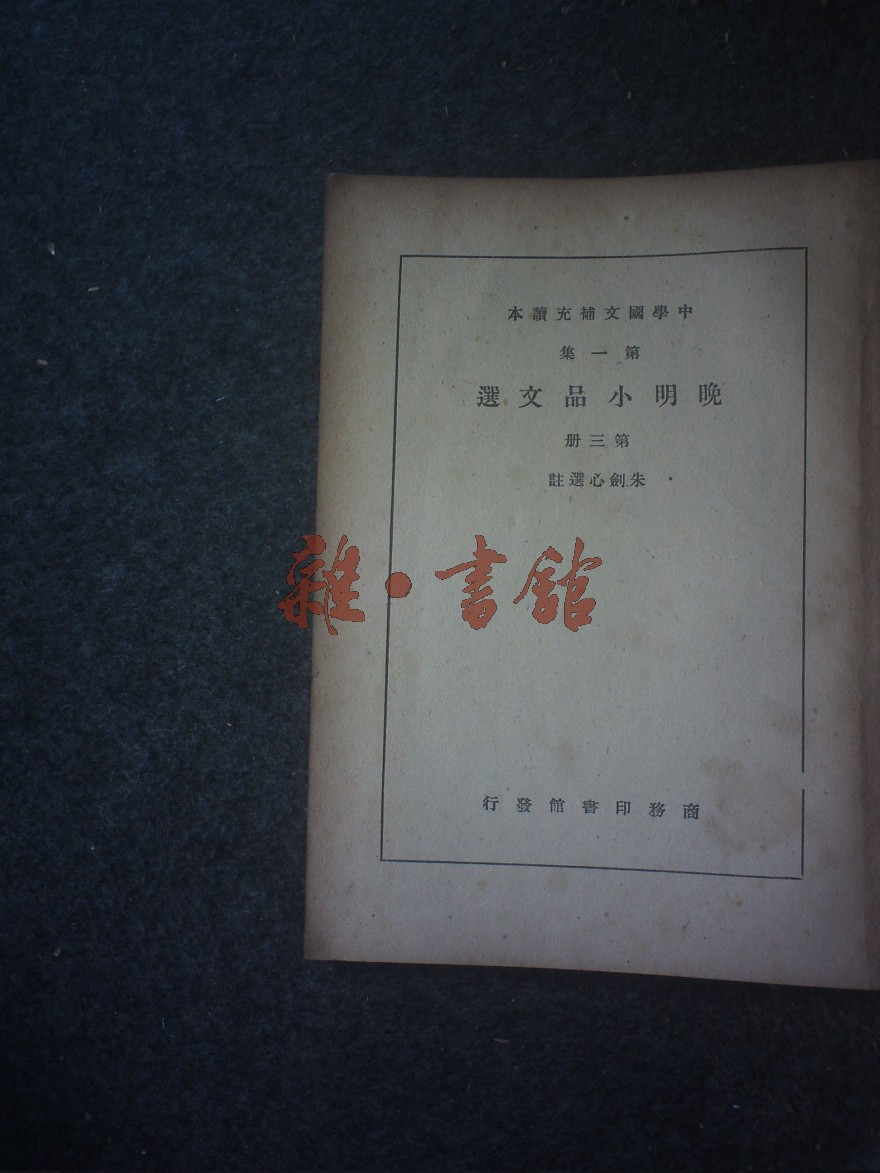 中學國文補充讀本
第一集
晚明小品文選
第三册
朱劍心選註
雜·書館
商務印書館發行